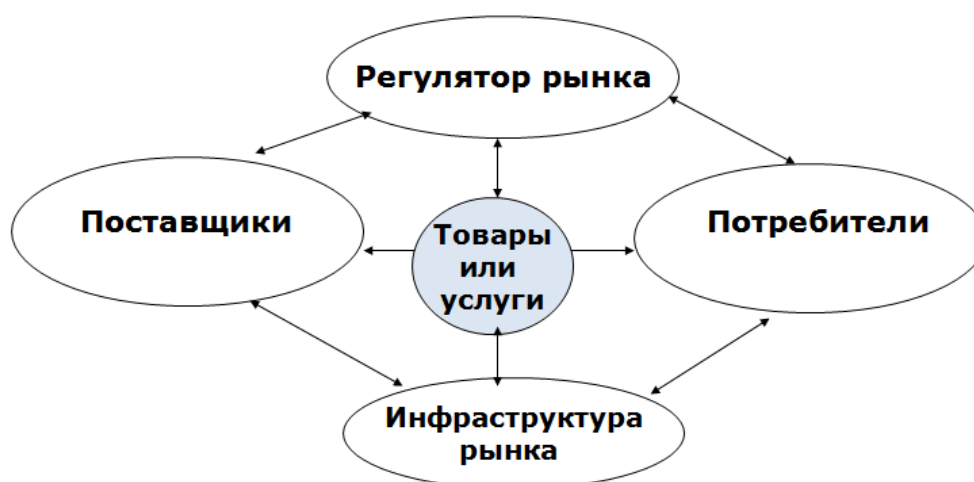 Регулятор рынка
Поставщики
Потребители
Товары
или
услуги
Инфраструктура
рынка